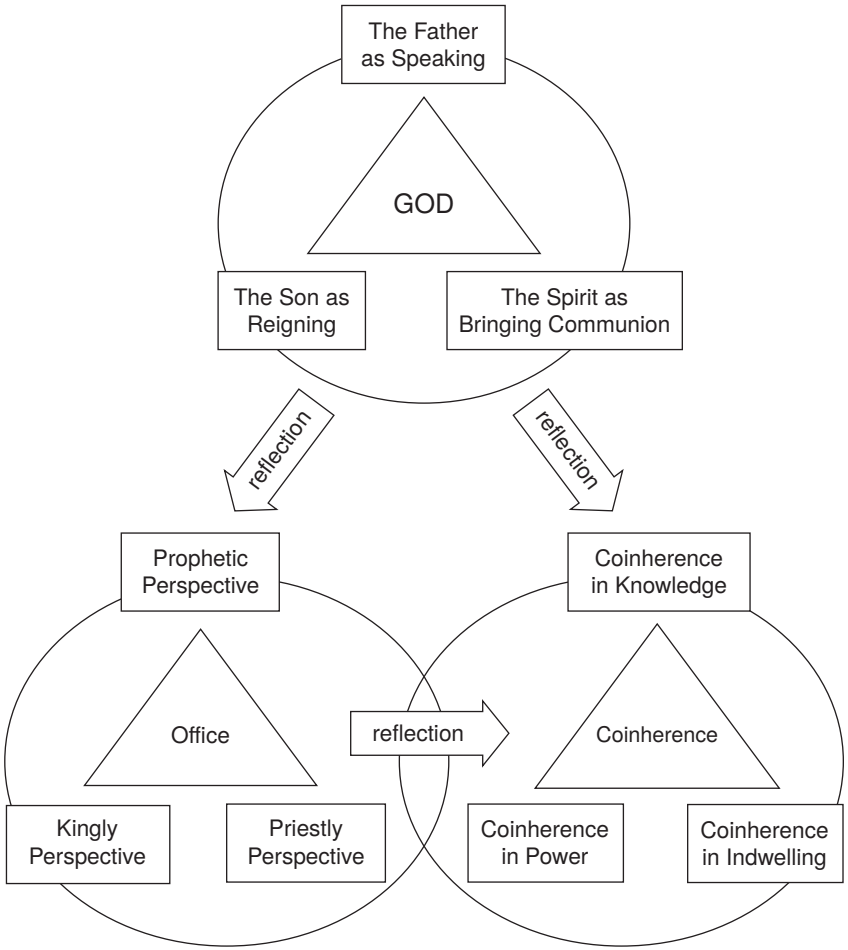 The Father
as Speaking
GOD
The Son as
Reigning
The Spirit as
Bringing Communion
reflection
reflection
Prophetic
Perspective
Coinherence
in Knowledge
Office
reflection
Coinherence
Kingly
Perspective
Priestly
Perspective
Coinherence
in Power
Coinherence
in Indwelling